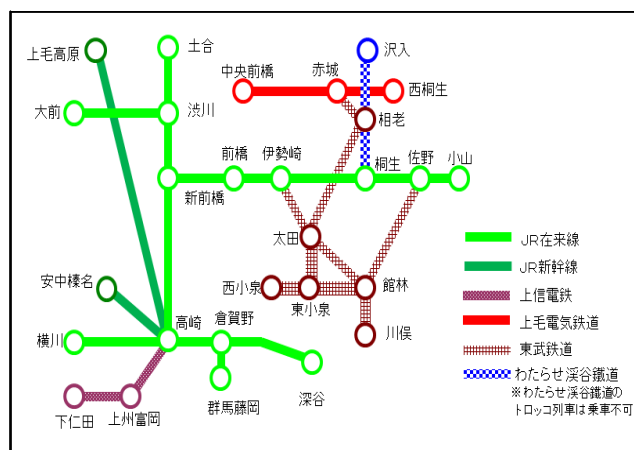 土合
上毛高原
沢入
中央前橋
赤城
西桐生
大前
渋川
相老
前橋
伊勢崎
桐生
佐野
小山
新前橋
太田
JR在来線
JR新幹線
安中榛名
西小泉
東小泉
館林
上信電鉄
上毛電気鉄道
横川
高崎
倉賀野
川俣
東武鉄道
わたらせ渓谷鐵道
※わたらせ渓谷鐵道の
トロッコ列車は乗車不可
下仁田
上州富岡
群馬藤岡
深谷